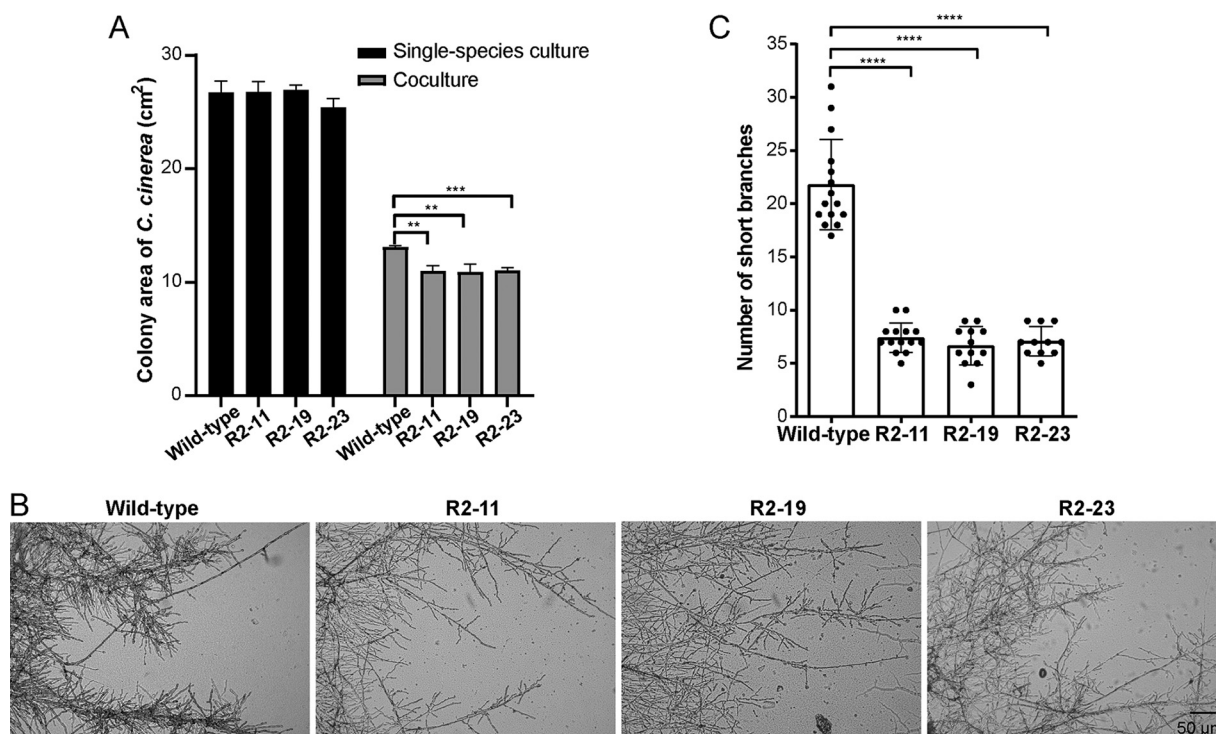 A
30
20
10
0
Colony area of C. cinerea (cm²)
Single-species culture
Coculture
**
**
***
Wild-type
R2-11
R2-19
R2-23
Wild-type
R2-11
R2-19
R2-23
C
35
30
25
20
15
10
5
0
Number of short branches
****
****
****
Wild-type R2-11 R2-19 R2-23
B
Wild-type R2-11 R2-19 R2-23